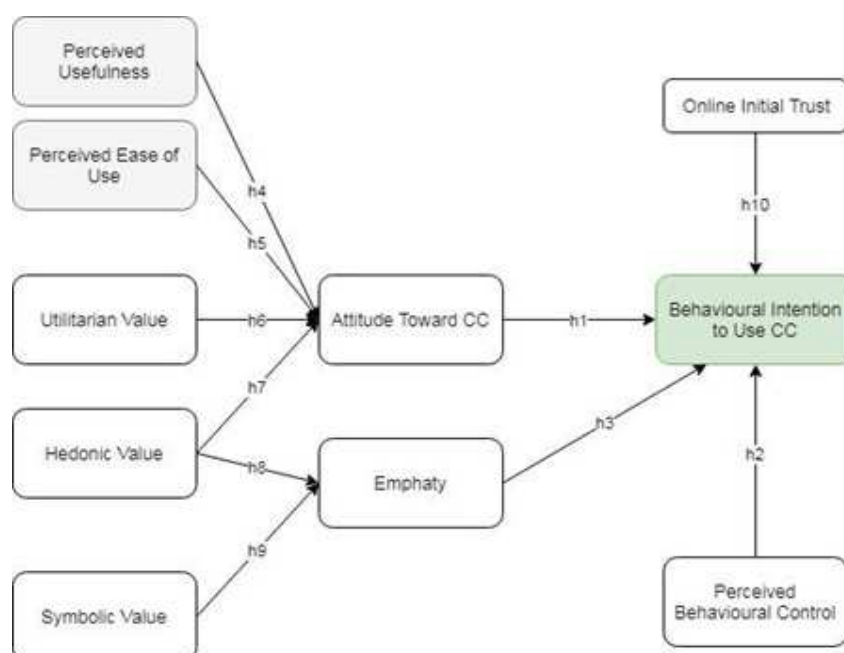 Perceived
Usefulness
Online Initial Trust
Perceived Ease of
Use
h4
h10
h5
Utilitarian Value
h6
Attitude Toward CC
h1
Behavioural Intention
to Use CC
h7
h3
Hedonic Value
h8
Emphaty
h2
h9
Symbolic Value
Perceived
Behavioural Control